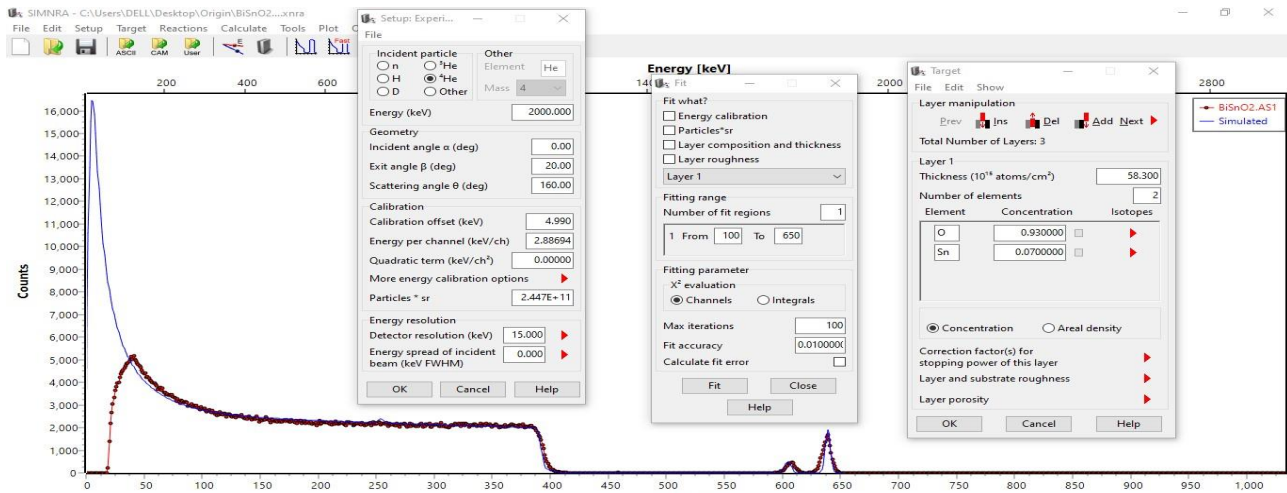 SIMNRA - C:\Users\DELL\Desktop\Origin\BiSnO2....xnra
File Edit Setup Target Reactions Calculate Tools Plot
ASCII CAM User Fast
Energy [keV]
200 400 600 2000 2800
Counts
16,000
15,000
14,000
13,000
12,000
11,000
10,000
9,000
8,000
7,000
6,000
5,000
4,000
3,000
2,000
1,000
0
0 50 100 150 200 250 300 350 400 450 500 550 600 650 700 750 800 850 900 950 1,000
BiSnO2.AS1
Simulated
Setup: Experi...
File
Incident particle
n ³He
H ⁴He
D Other
Other
Element He
Mass 4
Energy (keV) 2000.000
Geometry
Incident angle α (deg) 0.00
Exit angle β (deg) 20.00
Scattering angle θ (deg) 160.00
Calibration
Calibration offset (keV) 4.990
Energy per channel (keV/ch) 2.88694
Quadratic term (keV/ch²) 0.00000
More energy calibration options
Particles * sr 2.447E+11
Energy resolution
Detector resolution (keV) 15.000
Energy spread of incident
beam (keV FWHM) 0.000
OK Cancel Help
Fit
Fit what?
Energy calibration
Particles*sr
Layer composition and thickness
Layer roughness
Layer 1
Fitting range
Number of fit regions 1
1 From 100 To 650
Fitting parameter
X² evaluation
Channels Integrals
Max iterations 100
Fit accuracy 0.0100000
Calculate fit error
Fit Close
Help
Target
File Edit Show
Layer manipulation
Prev Ins Del Add Next
Total Number of Layers: 3
Layer 1
Thickness (10¹⁵ atoms/cm²) 58.300
Number of elements 2
Element Concentration Isotopes
O 0.930000
Sn 0.0700000
Concentration Areal density
Correction factor(s) for
stopping power of this layer
Layer and substrate roughness
Layer porosity
OK Cancel Help